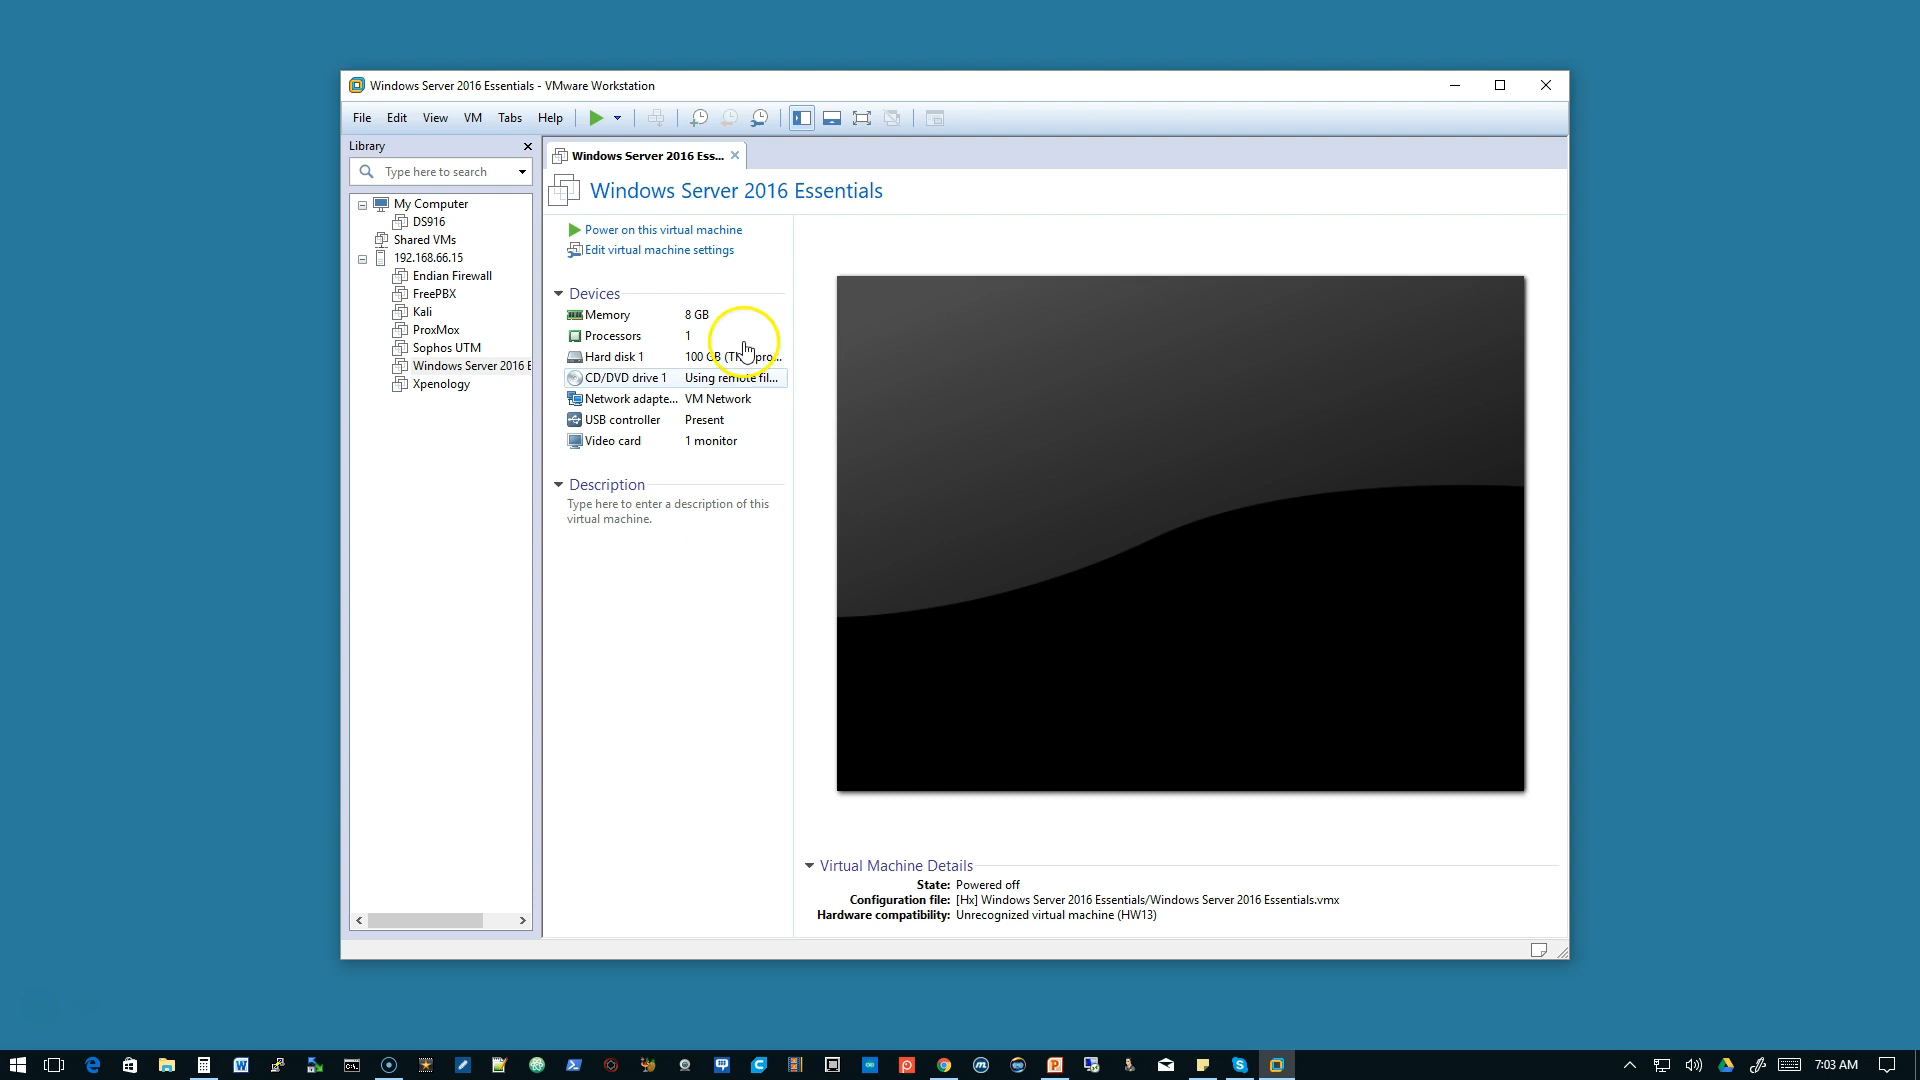 Windows Server 2016 Essentials - VMware Workstation
File Edit View VM Tabs Help
Library
Type here to search
My Computer
DS916
Shared VMs
192.168.66.15
Endian Firewall
FreePBX
Kali
ProxMox
Sophos UTM
Windows Server 2016 E
Xpenology
Windows Server 2016 Ess...
Windows Server 2016 Essentials
Power on this virtual machine
Edit virtual machine settings
Devices
Memory 8 GB
Processors 1
Hard disk 1 100 GB
CD/DVD drive 1 Using remote fil...
Network adapte... VM Network
USB controller Present
Video card 1 monitor
Description
Type here to enter a description of this
virtual machine.
Virtual Machine Details
State: Powered off
Configuration file: [Hx] Windows Server 2016 Essentials/Windows Server 2016 Essentials.vmx
Hardware compatibility: Unrecognized virtual machine (HW13)
7:03 AM